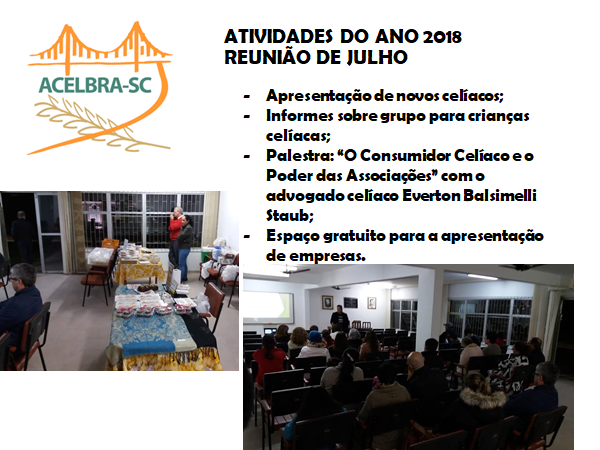 ACELBRA-SC
ATIVIDADES DO ANO 2018
REUNIÃO DE JULHO
- Apresentação de novos celíacos;
- Informes sobre grupo para crianças
celíacas;
- Palestra: “O Consumidor Celíaco e o
Poder das Associações” com o
advogado celíaco Everton Balsimelli
Staub;
- Espaço gratuito para a apresentação
de empresas.